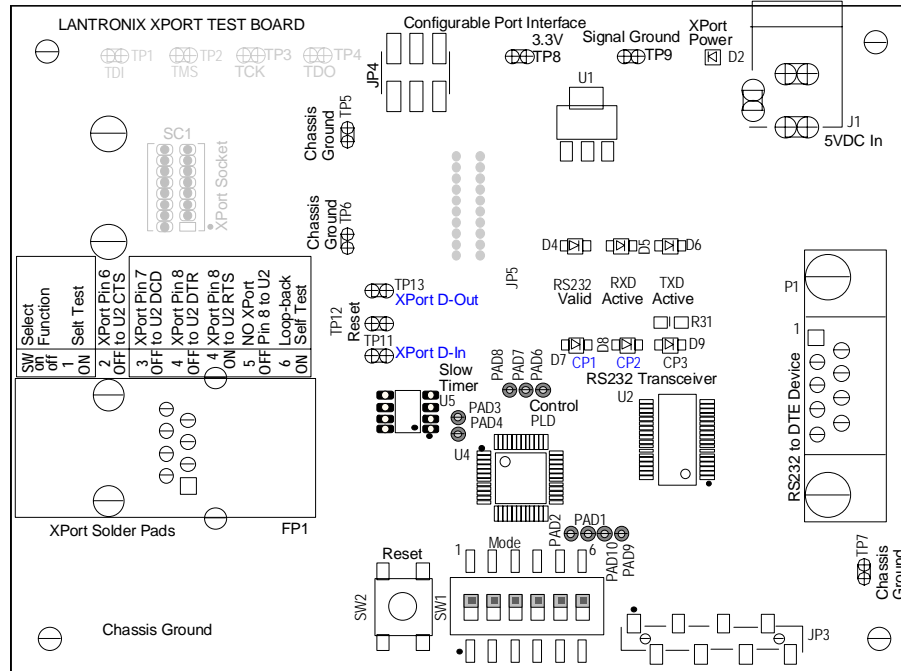 LANTRONIX XPORT TEST BOARD
Configurable Port Interface
XPort
Power
D2
3.3V
TP8
Signal Ground
TP9
TP1
TDI
TP2
TMS
TP3
TCK
TP4
TDO
JP4
U1
J1
5VDC In
Chassis
Ground
TP5
SC1
XPort Socket
Chassis
Ground
TP6
D4
D5
D6
JP5
RS232
Valid
RXD
Active
TXD
Active
R31
P1
1
TP13
XPort D-Out
TP12
Reset
TP11
XPort D-In
SW
on
off
Select
Function
1
ON
Selt Test
2
OFF
XPort Pin 6
to U2 CTS
3
OFF
XPort Pin 7
to U2 DCD
4
OFF
XPort Pin 8
to U2 DTR
4
ON
XPort Pin 8
to U2 RTS
5
OFF
NO XPort
Pin 8 to U2
6
ON
Loop-back
Self Test
D7
D8
D9
CP1
CP2
CP3
RS232 Transceiver
U2
Slow
Timer
U5
PAD8
PAD7
PAD6
PAD3
PAD4
Control
PLD
U4
RS232 to DTE Device
XPort Solder Pads
FP1
PAD2
PAD1
PAD10
PAD9
TP7
Chassis
Ground
Reset
SW2
1
Mode
6
SW1
Chassis Ground
JP3